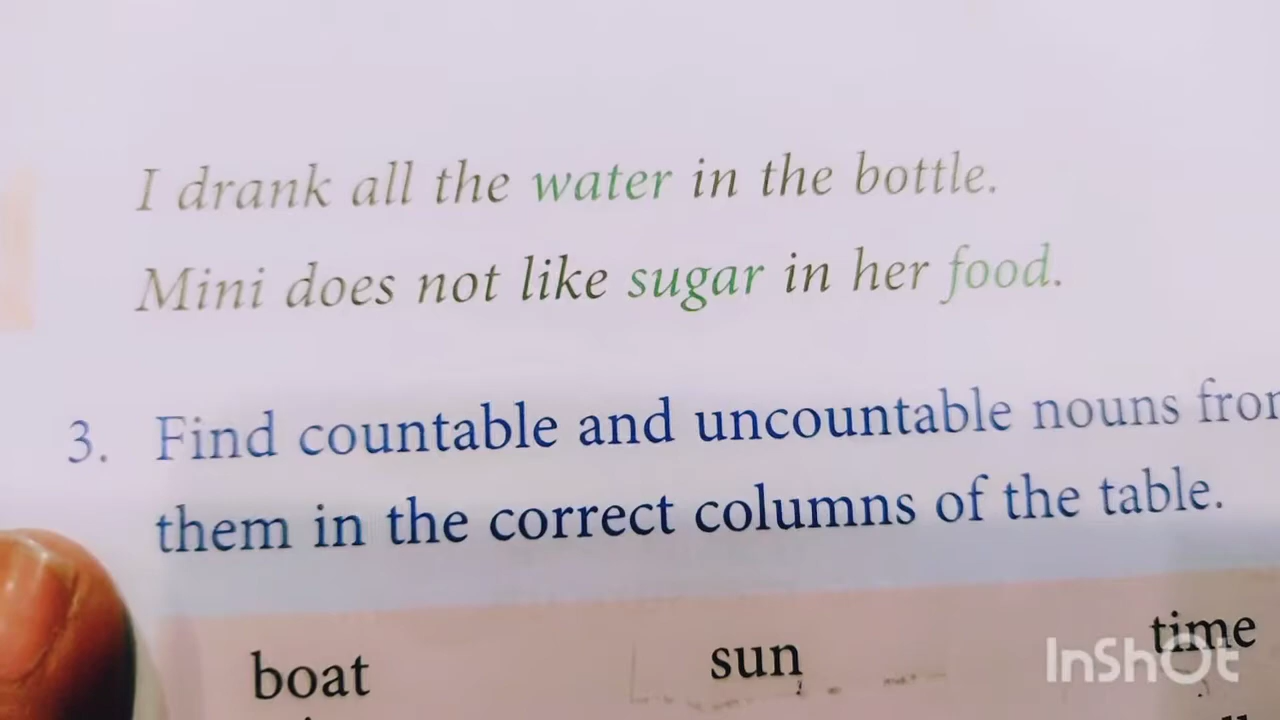 I drank all the water in the bottle.
Mini does not like sugar in her food.
3. Find countable and uncountable nouns
them in the correct columns of the table.
boat sun time
InShOt